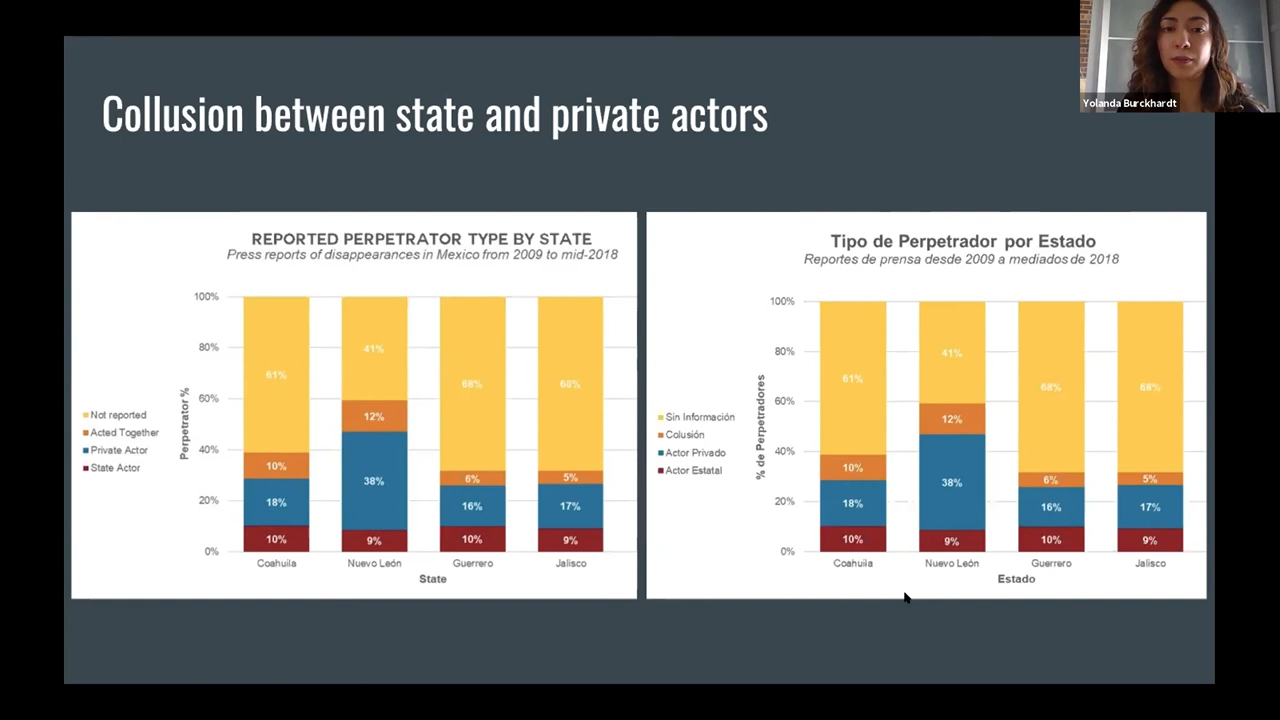 Yolanda Burckhardt
Collusion between state and private actors
REPORTED PERPETRATOR TYPE BY STATE
Press reports of disappearances in Mexico from 2009 to mid-2018
Perpetrator %
100%
80%
60%
40%
20%
0%
Not reported
Acted Together
Private Actor
State Actor
61%
10%
18%
10%
41%
12%
38%
9%
68%
6%
16%
10%
68%
5%
17%
9%
Coahuila
Nuevo León
Guerrero
Jalisco
State
Tipo de Perpetrador por Estado
Reportes de prensa desde 2009 a mediados de 2018
% de Perpetradores
100%
80%
60%
40%
20%
0%
Sin Información
Colusión
Actor Privado
Actor Estatal
61%
10%
18%
10%
41%
12%
38%
9%
68%
6%
16%
10%
68%
5%
17%
9%
Coahuila
Nuevo León
Guerrero
Jalisco
Estado